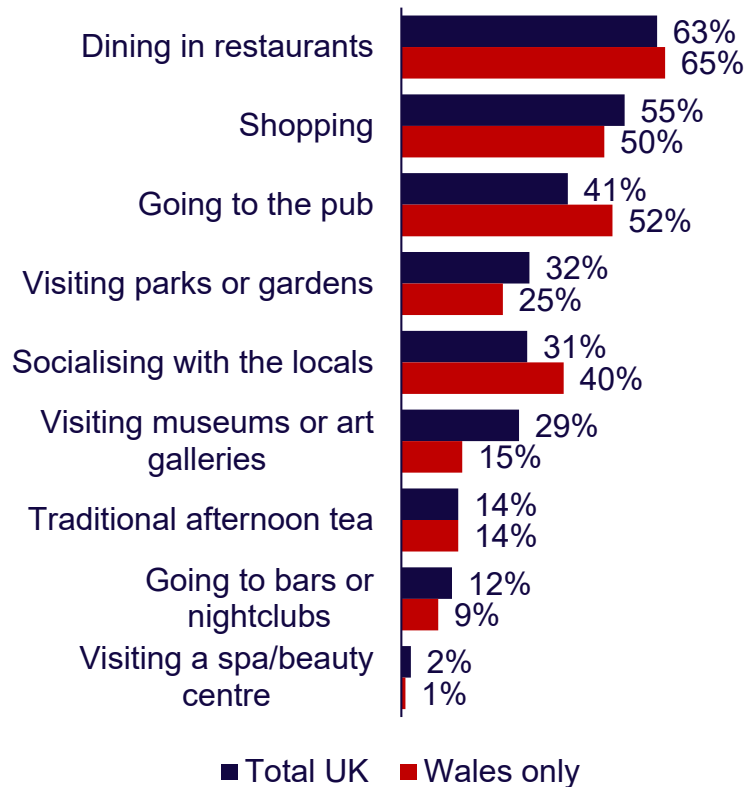 Dining in restaurants
63%
65%
Shopping
55%
50%
Going to the pub
41%
52%
Visiting parks or gardens
32%
25%
Socialising with the locals
31%
40%
Visiting museums or art
galleries
29%
15%
Traditional afternoon tea
14%
14%
Going to bars or
nightclubs
12%
9%
Visiting a spa/beauty
centre
2%
1%
Total UK
Wales only